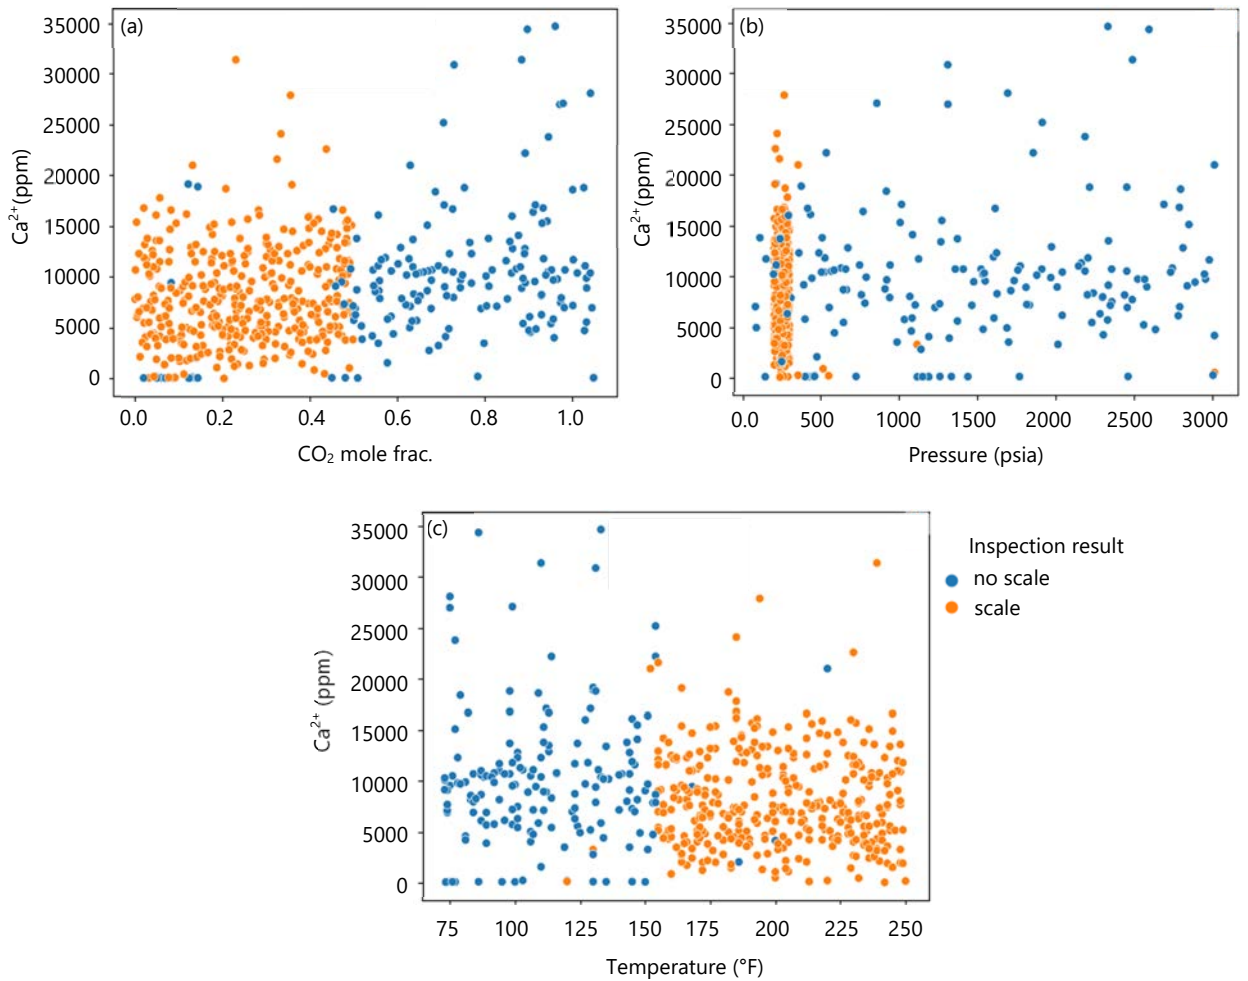 (a)
35000
30000
25000
20000
15000
10000
5000
0
Ca²⁺(ppm)
0.0 0.2 0.4 0.6 0.8 1.0
CO₂ mole frac.
(b)
35000
30000
25000
20000
15000
10000
5000
0
Ca²⁺(ppm)
0.0 500 1000 1500 2000 2500 3000
Pressure (psia)
(c)
35000
30000
25000
20000
15000
10000
5000
0
Ca²⁺ (ppm)
75 100 125 150 175 200 225 250
Temperature (°F)
Inspection result
no scale
scale